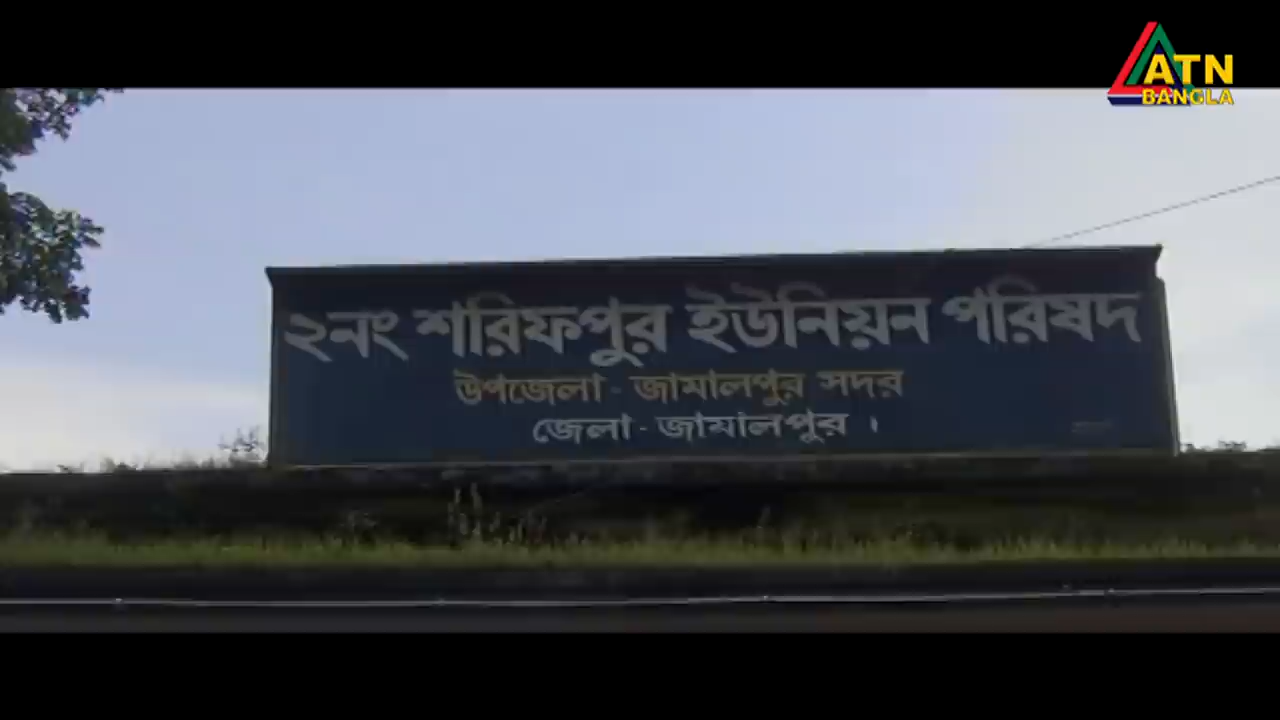 ATN
BANGLA
২নং শরিফপুর ইউনিয়ন পরিষদ
উপজেলা - জামালপুর সদর
জেলা - জামালপুর ।